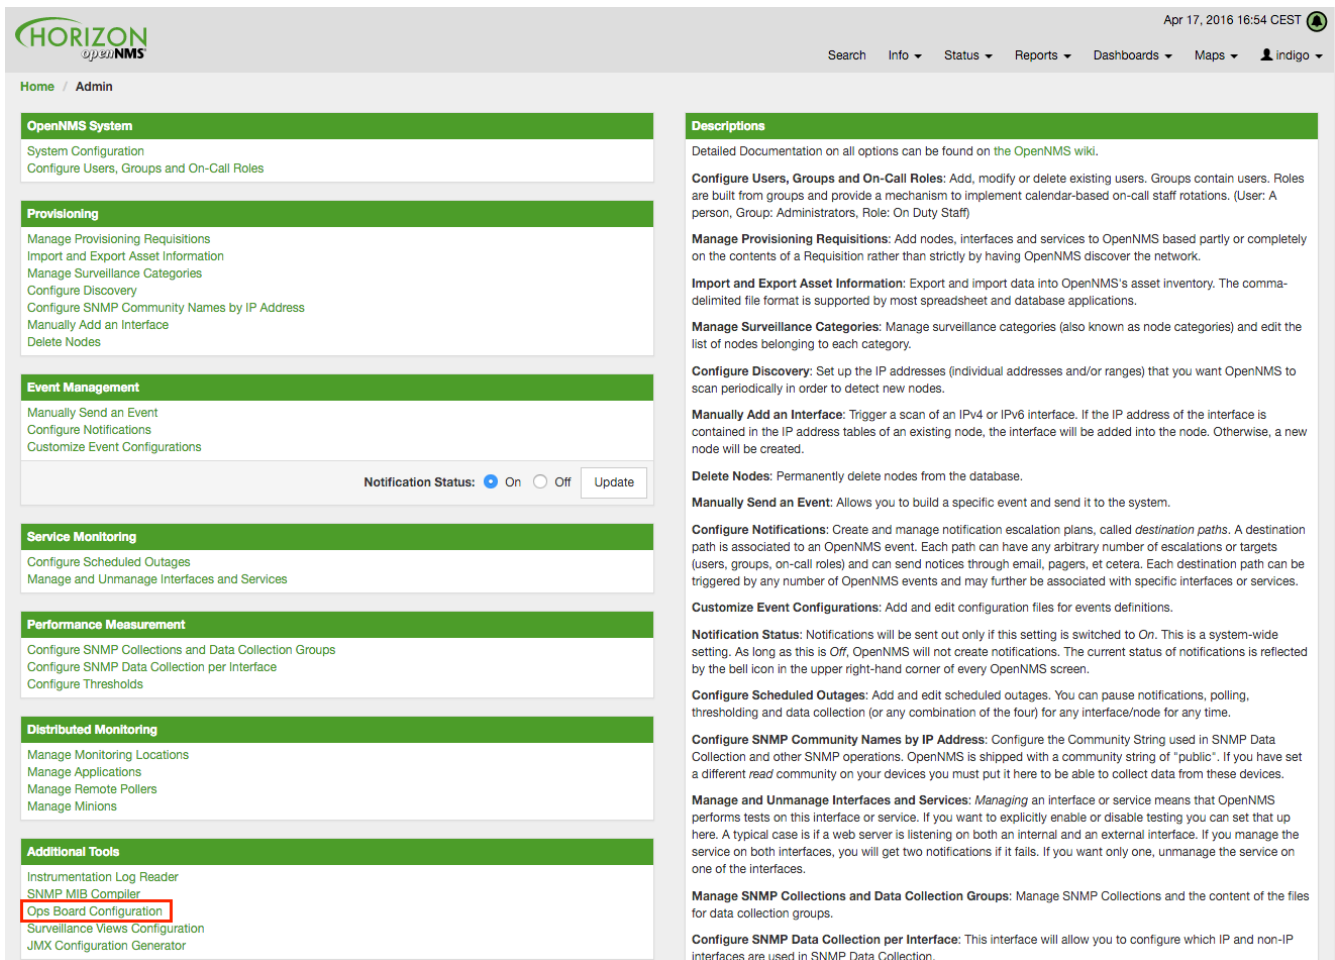 Apr 17, 2016 16:54 CEST
HORIZON
openNMS
Search Info Status Reports Dashboards Maps indigo
Home / Admin
OpenNMS System
System Configuration
Configure Users, Groups and On-Call Roles
Provisioning
Manage Provisioning Requisitions
Import and Export Asset Information
Manage Surveillance Categories
Configure Discovery
Configure SNMP Community Names by IP Address
Manually Add an Interface
Delete Nodes
Event Management
Manually Send an Event
Configure Notifications
Customize Event Configurations
Notification Status: On Off Update
Service Monitoring
Configure Scheduled Outages
Manage and Unmanage Interfaces and Services
Performance Measurement
Configure SNMP Collections and Data Collection Groups
Configure SNMP Data Collection per Interface
Configure Thresholds
Distributed Monitoring
Manage Monitoring Locations
Manage Applications
Manage Remote Pollers
Manage Minions
Additional Tools
Instrumentation Log Reader
SNMP MIB Compiler
Ops Board Configuration
Surveillance Views Configuration
JMX Configuration Generator
Descriptions
Detailed Documentation on all options can be found on the OpenNMS wiki.
Configure Users, Groups and On-Call Roles: Add, modify or delete existing users. Groups contain users. Roles
are built from groups and provide a mechanism to implement calendar-based on-call staff rotations. (User: A
person, Group: Administrators, Role: On Duty Staff)
Manage Provisioning Requisitions: Add nodes, interfaces and services to OpenNMS based partly or completely
on the contents of a Requisition rather than strictly by having OpenNMS discover the network.
Import and Export Asset Information: Export and import data into OpenNMS's asset inventory. The comma-
delimited file format is supported by most spreadsheet and database applications.
Manage Surveillance Categories: Manage surveillance categories (also known as node categories) and edit the
list of nodes belonging to each category.
Configure Discovery: Set up the IP addresses (individual addresses and/or ranges) that you want OpenNMS to
scan periodically in order to detect new nodes.
Manually Add an Interface: Trigger a scan of an IPv4 or IPv6 interface. If the IP address of the interface is
contained in the IP address tables of an existing node, the interface will be added into the node. Otherwise, a new
node will be created.
Delete Nodes: Permanently delete nodes from the database.
Manually Send an Event: Allows you to build a specific event and send it to the system.
Configure Notifications: Create and manage notification escalation plans, called destination paths. A destination
path is associated to an OpenNMS event. Each path can have any arbitrary number of escalations or targets
(users, groups, on-call roles) and can send notices through email, pagers, et cetera. Each destination path can be
triggered by any number of OpenNMS events and may further be associated with specific interfaces or services.
Customize Event Configurations: Add and edit configuration files for events definitions.
Notification Status: Notifications will be sent out only if this setting is switched to On. This is a system-wide
setting. As long as this is Off, OpenNMS will not create notifications. The current status of notifications is reflected
by the bell icon in the upper right-hand corner of every OpenNMS screen.
Configure Scheduled Outages: Add and edit scheduled outages. You can pause notifications, polling,
thresholding and data collection (or any combination of the four) for any interface/node for any time.
Configure SNMP Community Names by IP Address: Configure the Community String used in SNMP Data
Collection and other SNMP operations. OpenNMS is shipped with a community string of "public". If you have set
a different read community on your devices you must put it here to be able to collect data from these devices.
Manage and Unmanage Interfaces and Services: Managing an interface or service means that OpenNMS
performs tests on this interface or service. If you want to explicitly enable or disable testing you can set that up
here. A typical case is if a web server is listening on both an internal and an external interface. If you manage the
service on both interfaces, you will get two notifications if it fails. If you want only one, unmanage the service on
one of the interfaces.
Manage SNMP Collections and Data Collection Groups: Manage SNMP Collections and the content of the files
for data collection groups.
Configure SNMP Data Collection per Interface: This interface will allow you to configure which IP and non-IP
interfaces are used in SNMP Data Collection.